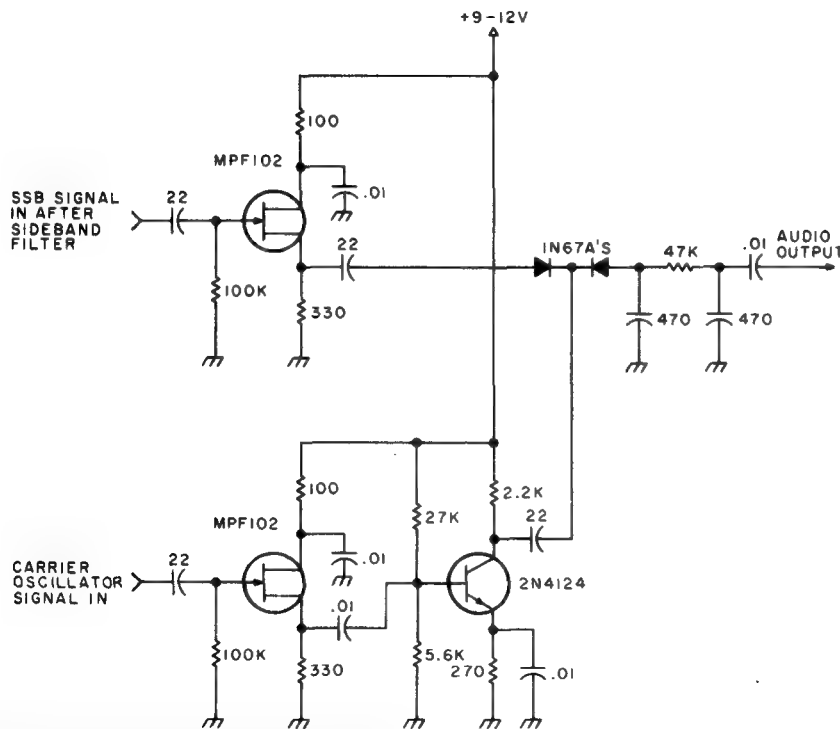 +9-12V
100
MPF102
.01
SSB SIGNAL
IN AFTER
SIDEBAND
FILTER
22
22
1N67A'S
47K
.01
AUDIO
OUTPUT
100K
330
470
470
100
2.2K
MPF102
27K
22
CARRIER
OSCILLATOR
SIGNAL IN
22
.01
.01
2N4124
100K
330
5.6K
270
.01